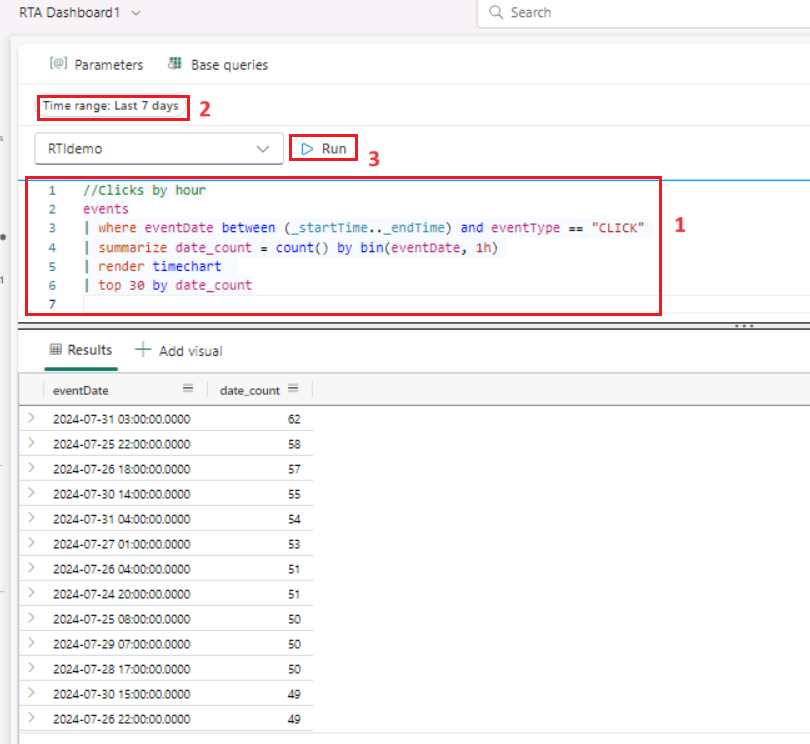 RTA Dashboard1
Search
Parameters
Base queries
Time range: Last 7 days
2
RTIdemo
Run
3
1 //Clicks by hour
2 events
3 | where eventDate between (_startTime.._endTime) and eventType == "CLICK"
4 | summarize date_count = count() by bin(eventDate, 1h)
5 | render timechart
6 | top 30 by date_count
7
1
Results
Add visual
eventDate date_count
2024-07-31 03:00:00.0000 62
2024-07-25 22:00:00.0000 58
2024-07-26 18:00:00.0000 57
2024-07-30 14:00:00.0000 55
2024-07-31 04:00:00.0000 54
2024-07-27 01:00:00.0000 53
2024-07-26 04:00:00.0000 51
2024-07-24 20:00:00.0000 51
2024-07-25 08:00:00.0000 50
2024-07-29 07:00:00.0000 50
2024-07-28 17:00:00.0000 50
2024-07-30 15:00:00.0000 49
2024-07-26 22:00:00.0000 49